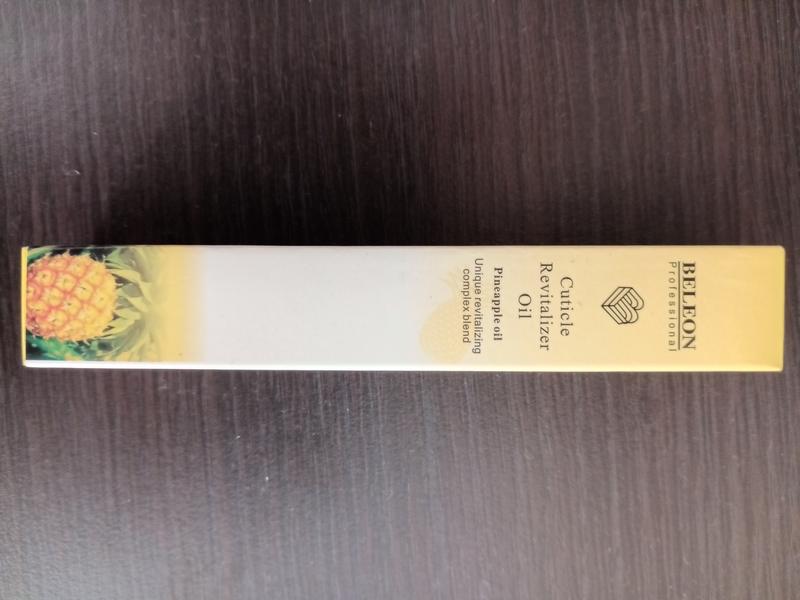 BELEON
Professional
Cuticle
Revitalizer
Oil
Pineapple oil
Unique revitalizing
complex blend